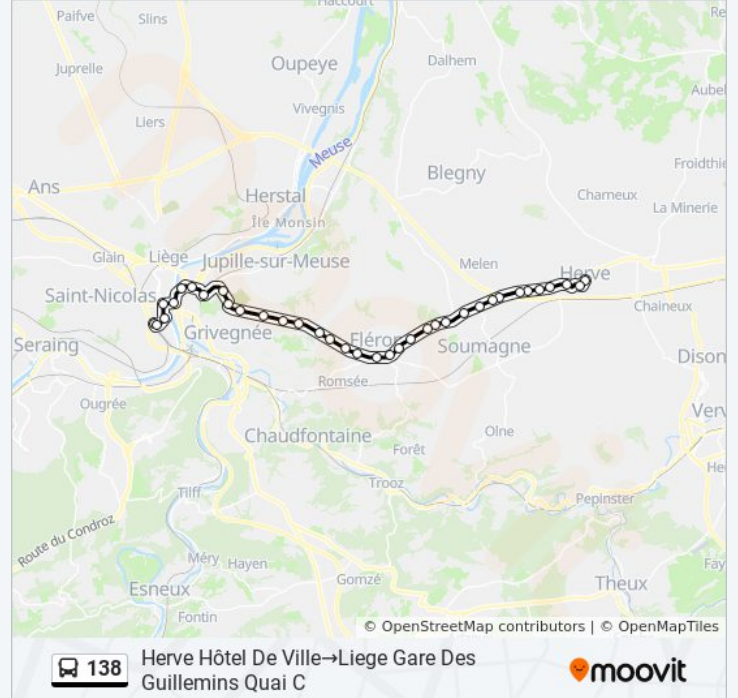 Haccourt
Paifve
Slins
Re
Oupeye
Dalhem
Juprelle
Aubel
Vivegnis
Liers
Meuse
Froidthie
Blegny
Ans
Herstal
Charneux
Île Monsin
La Minerie
Glain
Liège
Jupille-sur-Meuse
Melen
Herve
Saint-Nicolas
Chaineux
Grivegnée
Fléron
Soumagne
Seraing
Dison
Romsée
Ougrée
Verv
Chaudfontaine
Olne
Forêt
He
Trooz
Tilff
Pepinster
Route du Condroz
Méry
Hayen
Fay
Gomzé
Theux
Esneux
Fontin
© OpenStreetMap contributors | © OpenMapTiles
138
Herve Hôtel De Ville→Liege Gare Des
Guillemins Quai C
moovit